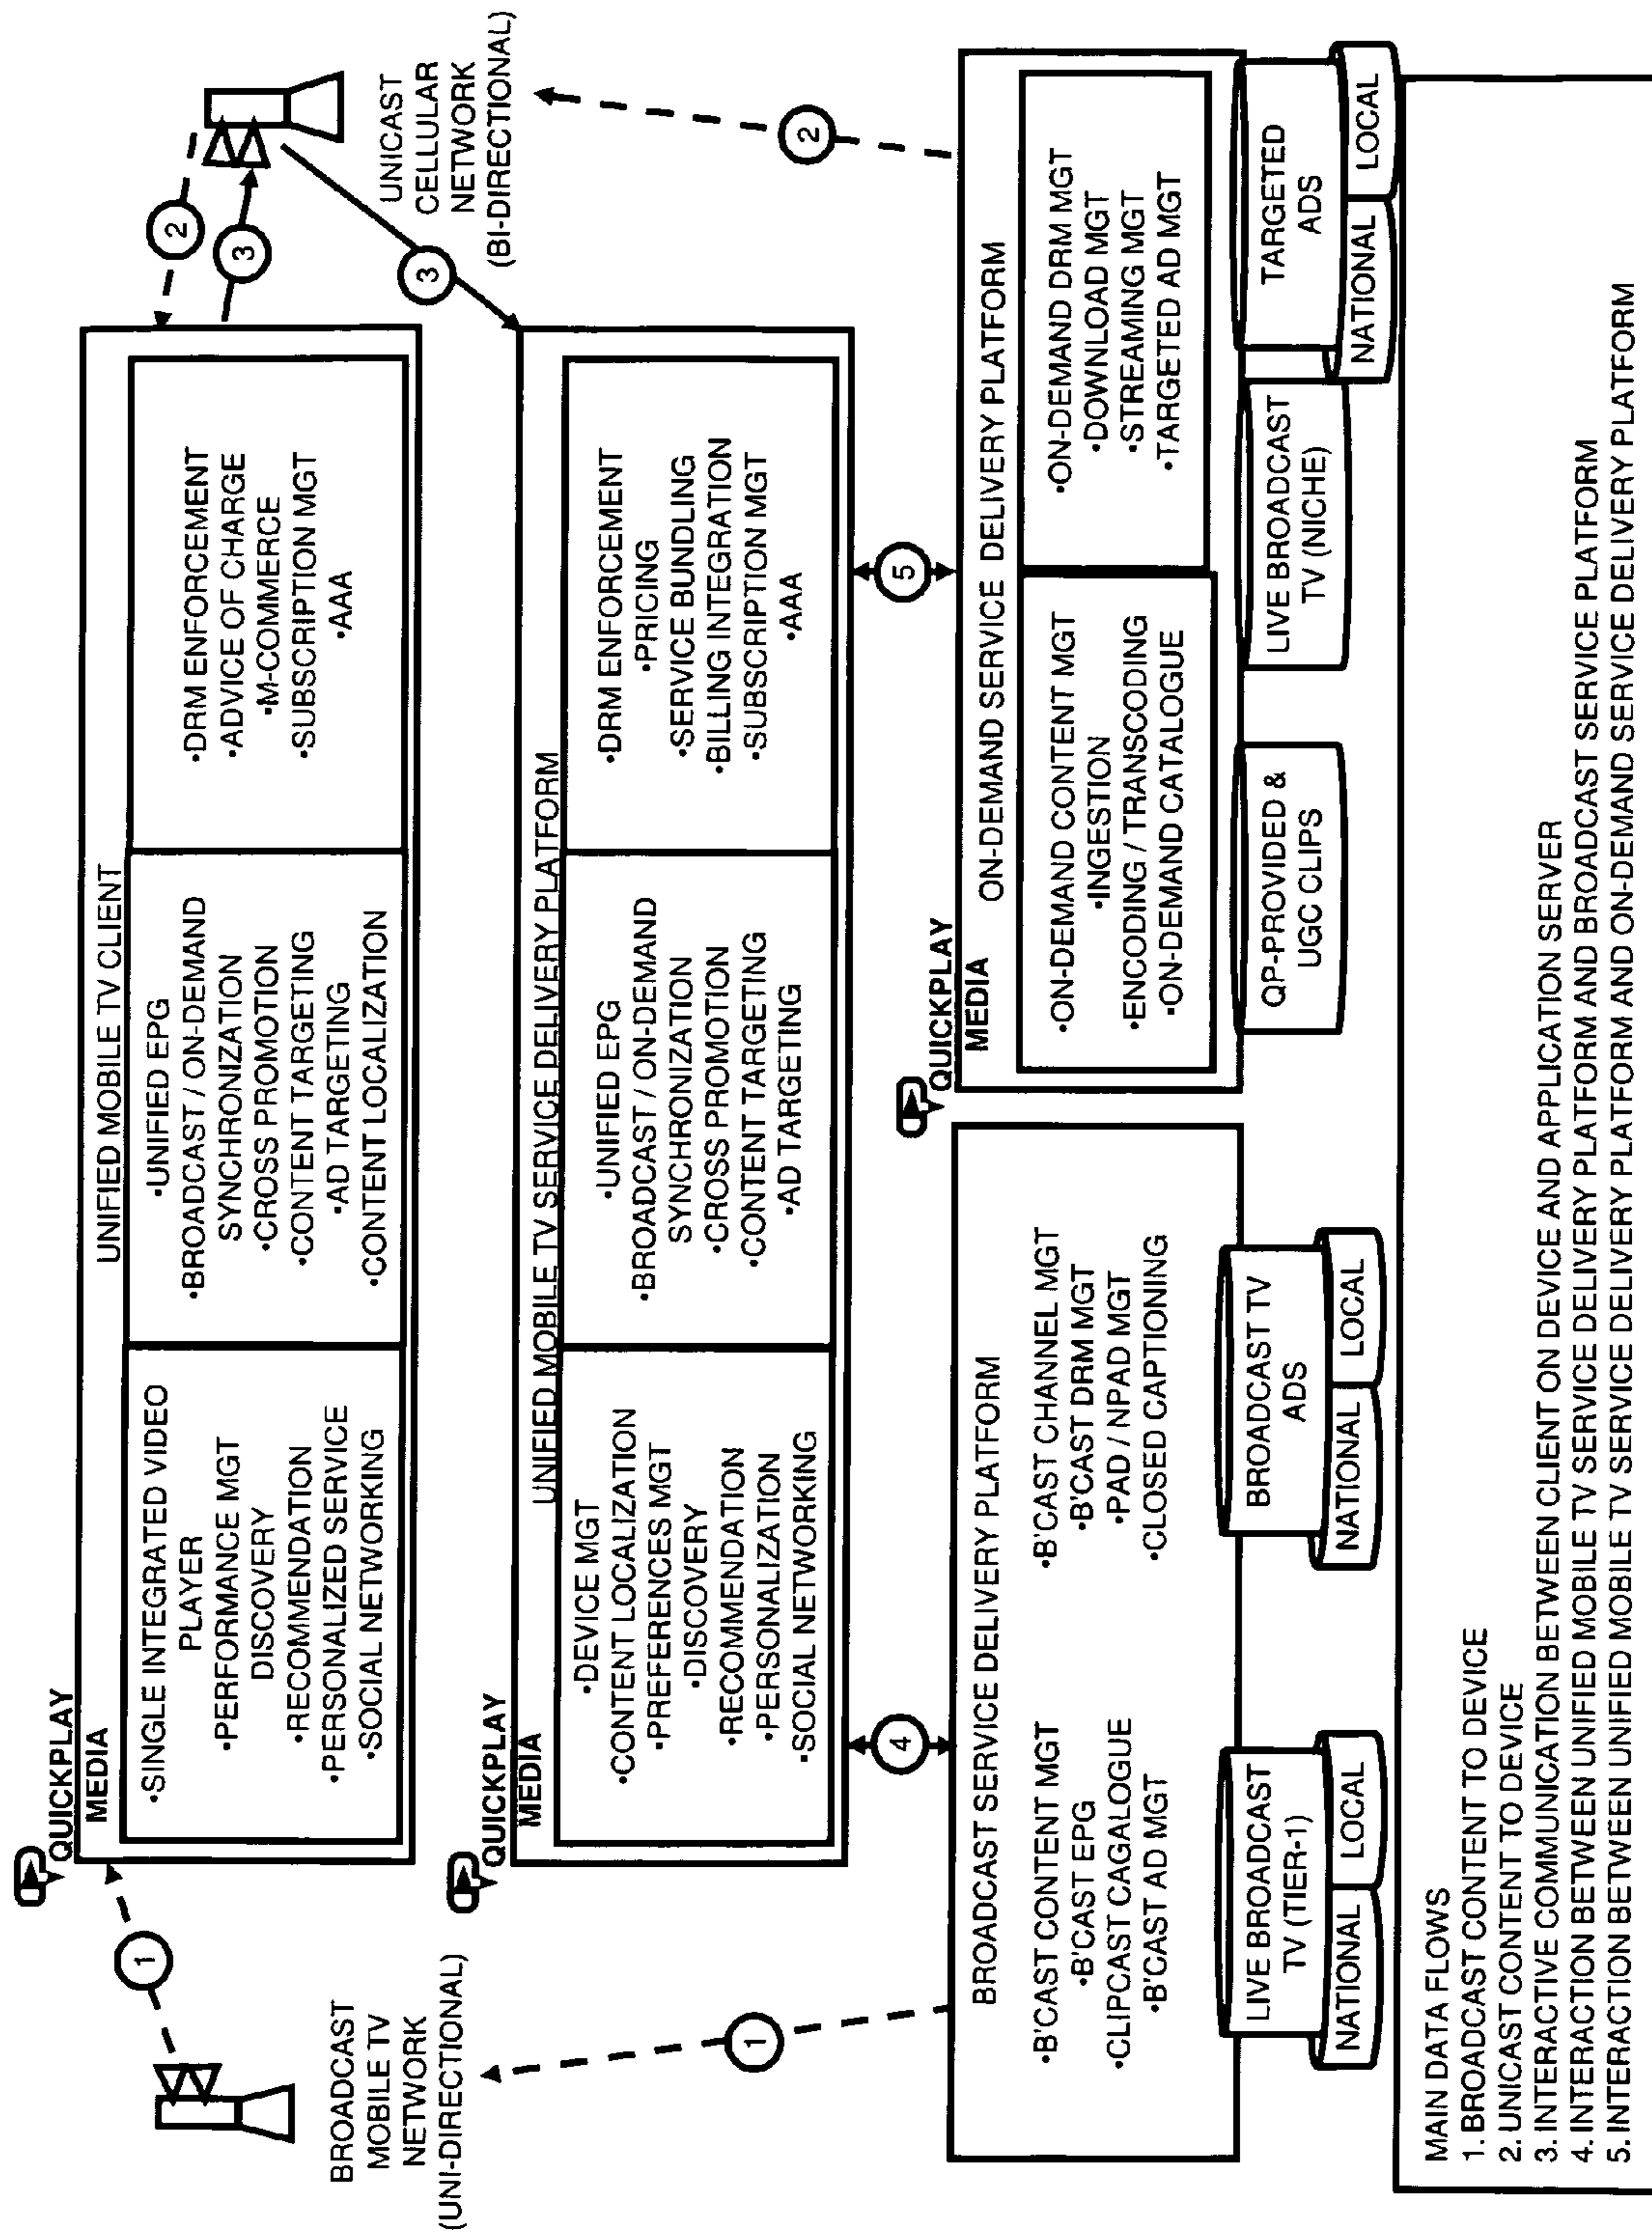 QUICKPLAY
MEDIA
UNIFIED MOBILE TV CLIENT
•SINGLE INTEGRATED VIDEO
PLAYER
•PERFORMANCE MGT
DISCOVERY
•RECOMMENDATION
•PERSONALIZED SERVICE
•SOCIAL NETWORKING
•UNIFIED EPG
•BROADCAST / ON-DEMAND
SYNCHRONIZATION
•CROSS PROMOTION
•CONTENT TARGETING
•AD TARGETING
•CONTENT LOCALIZATION
•DRM ENFORCEMENT
•ADVICE OF CHARGE
•M-COMMERCE
•SUBSCRIPTION MGT
•AAA
1
BROADCAST
MOBILE TV
NETWORK
(UNI-DIRECTIONAL)
2
3
3
UNICAST
CELLULAR
NETWORK
(BI-DIRECTIONAL)
QUICKPLAY
MEDIA
UNIFIED MOBILE TV SERVICE DELIVERY PLATFORM
•DEVICE MGT
•CONTENT LOCALIZATION
•PREFERENCES MGT
•DISCOVERY
•RECOMMENDATION
•PERSONALIZATION
•SOCIAL NETWORKING
•UNIFIED EPG
•BROADCAST / ON-DEMAND
SYNCHRONIZATION
•CROSS PROMOTION
•CONTENT TARGETING
•AD TARGETING
•DRM ENFORCEMENT
•PRICING
•SERVICE BUNDLING
•BILLING INTEGRATION
•SUBSCRIPTION MGT
•AAA
1
4
5
2
BROADCAST SERVICE DELIVERY PLATFORM
•B'CAST CONTENT MGT
•B'CAST EPG
•CLIPCAST CAGALOGUE
•B'CAST AD MGT
•B'CAST CHANNEL MGT
•B'CAST DRM MGT
•PAD / NPAD MGT
•CLOSED CAPTIONING
LIVE BROADCAST
TV (TIER-1)
NATIONAL
LOCAL
BROADCAST TV
ADS
NATIONAL
LOCAL
QUICKPLAY
MEDIA
ON-DEMAND SERVICE DELIVERY PLATFORM
•ON-DEMAND CONTENT MGT
•INGESTION
•ENCODING / TRANSCODING
•ON-DEMAND CATALOGUE
•ON-DEMAND DRM MGT
•DOWNLOAD MGT
•STREAMING MGT
•TARGETED AD MGT
QP-PROVIDED &
UGC CLIPS
LIVE BROADCAST
TV (NICHE)
TARGETED
ADS
NATIONAL
LOCAL
MAIN DATA FLOWS
1. BROADCAST CONTENT TO DEVICE
2. UNICAST CONTENT TO DEVICE
3. INTERACTIVE COMMUNICATION BETWEEN CLIENT ON DEVICE AND APPLICATION SERVER
4. INTERACTION BETWEEN UNIFIED MOBILE TV SERVICE DELIVERY PLATFORM AND BROADCAST SERVICE PLATFORM
5. INTERACTION BETWEEN UNIFIED MOBILE TV SERVICE DELIVERY PLATFORM AND ON-DEMAND SERVICE DELIVERY PLATFORM